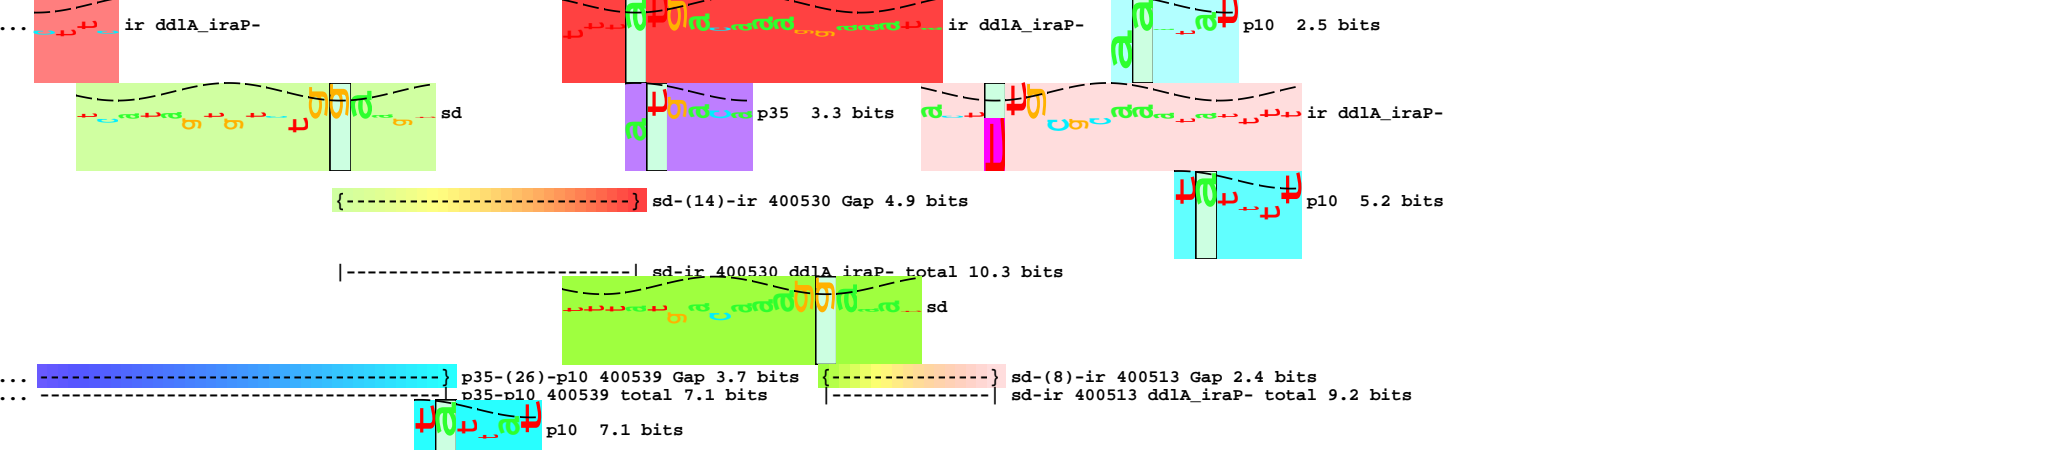 ... ir ddlA_iraP- ir ddlA_iraP- p10 2.5 bits
sd p35 3.3 bits ir ddlA_iraP-
{---------------------------} sd-(14)-ir 400530 Gap 4.9 bits p10 5.2 bits
|---------------------------| sd-ir 400530 ddlA_iraP- total 10.3 bits
sd
... --------------------------------------} p35-(26)-p10 400539 Gap 3.7 bits {---------------} sd-(8)-ir 400513 Gap 2.4 bits
... --------------------------------------| p35-p10 400539 total 7.1 bits |---------------| sd-ir 400513 ddlA_iraP- total 9.2 bits
p10 7.1 bits